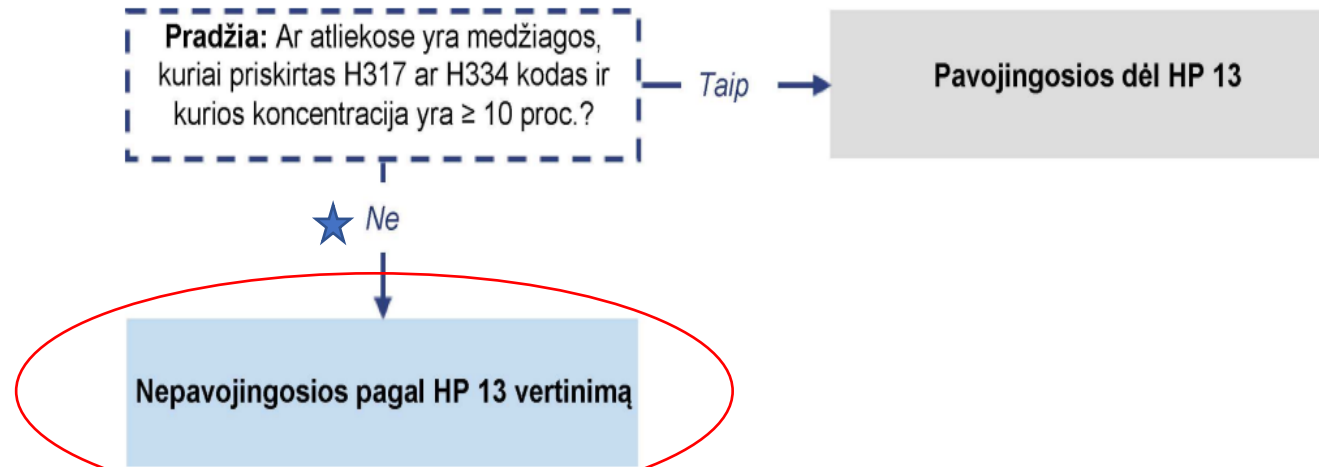 Pradžia: Ar atliekose yra medžiagos,
kuriai priskirtas H317 ar H334 kodas ir
kurios koncentracija yra ≥ 10 proc.?
Taip
Pavojingosios dėl HP 13
Ne
Nepavojingosios pagal HP 13 vertinimą